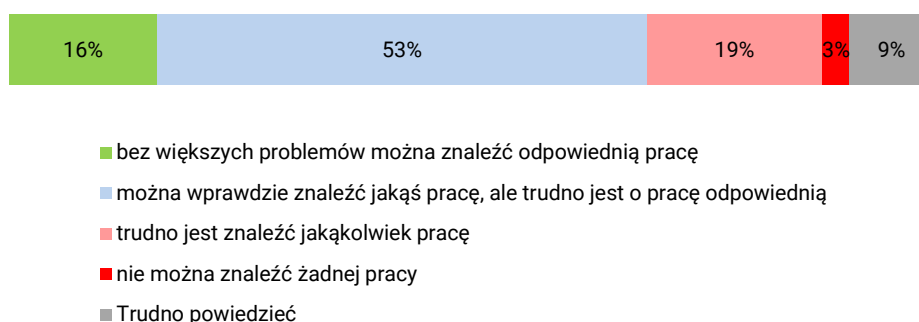 16% 53% 19% 3% 9%
bez większych problemów można znaleźć odpowiednią pracę
można wprawdzie znaleźć jakąś pracę, ale trudno jest o pracę odpowiednią
trudno jest znaleźć jakąkolwiek pracę
nie można znaleźć żadnej pracy
Trudno powiedzieć